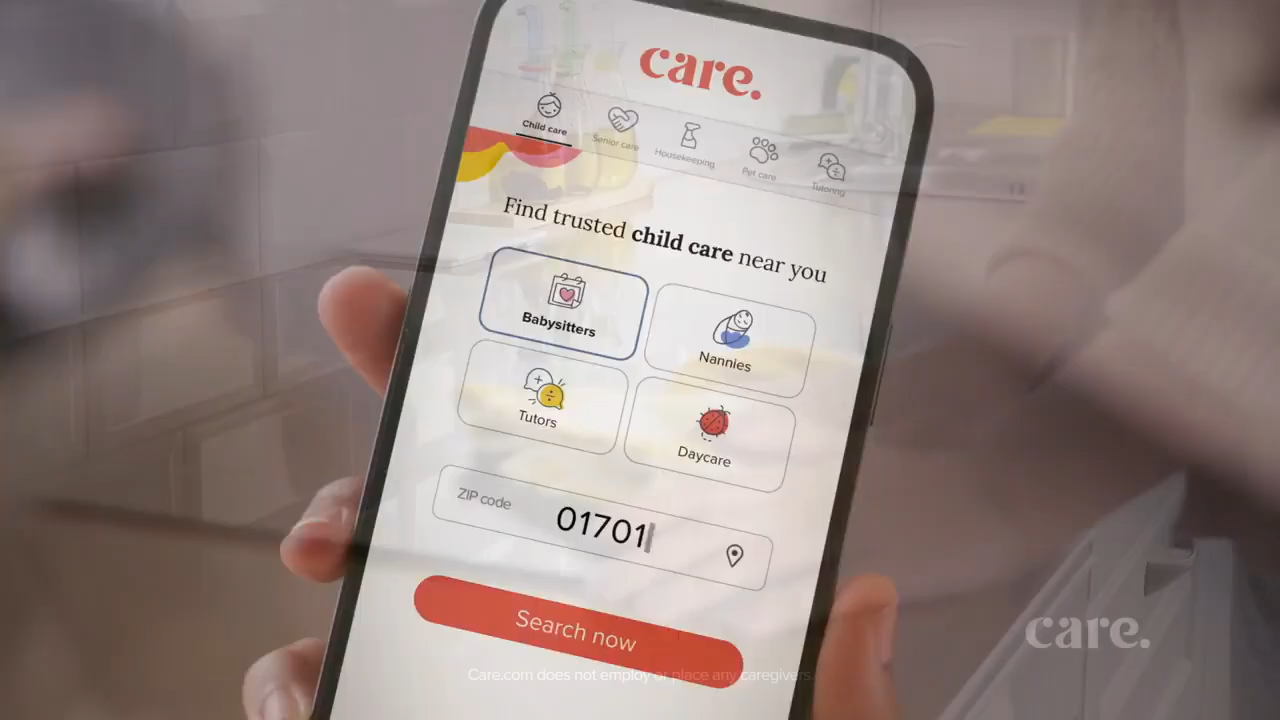 care.
Child care
Senior care
Housekeeping
Pet care
Tutoring
Find trusted child care near you
Babysitters
Nannies
Tutors
Daycare
ZIP code
01701
Search now
care.
Care.com does not employ or place any caregivers.